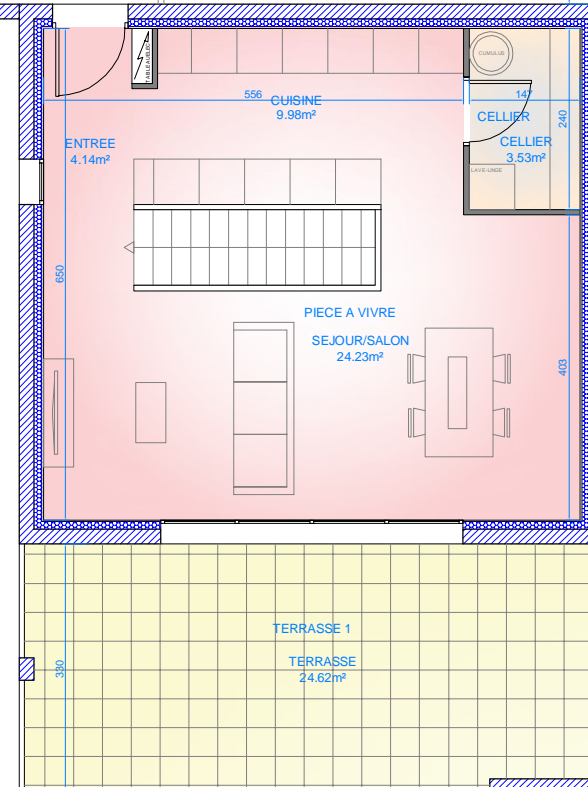 CUMULUS
TABLEAU ELEC
556
CUISINE
9.98m²
147
CELLIER
240
ENTREE
4.14m²
CELLIER
3.53m²
LAVE-LINGE
650
PIECE A VIVRE
SEJOUR/SALON
24.23m²
403
TERRASSE 1
TERRASSE
24.62m²
330